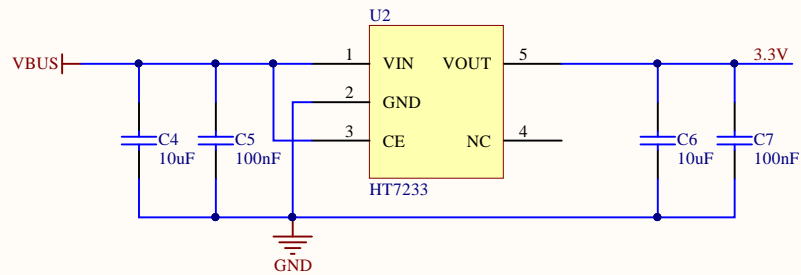 U2
VBUS
1
VIN
VOUT
5
3.3V
2
GND
3
CE
NC
4
C4
10uF
C5
100nF
C6
10uF
C7
100nF
HT7233
GND